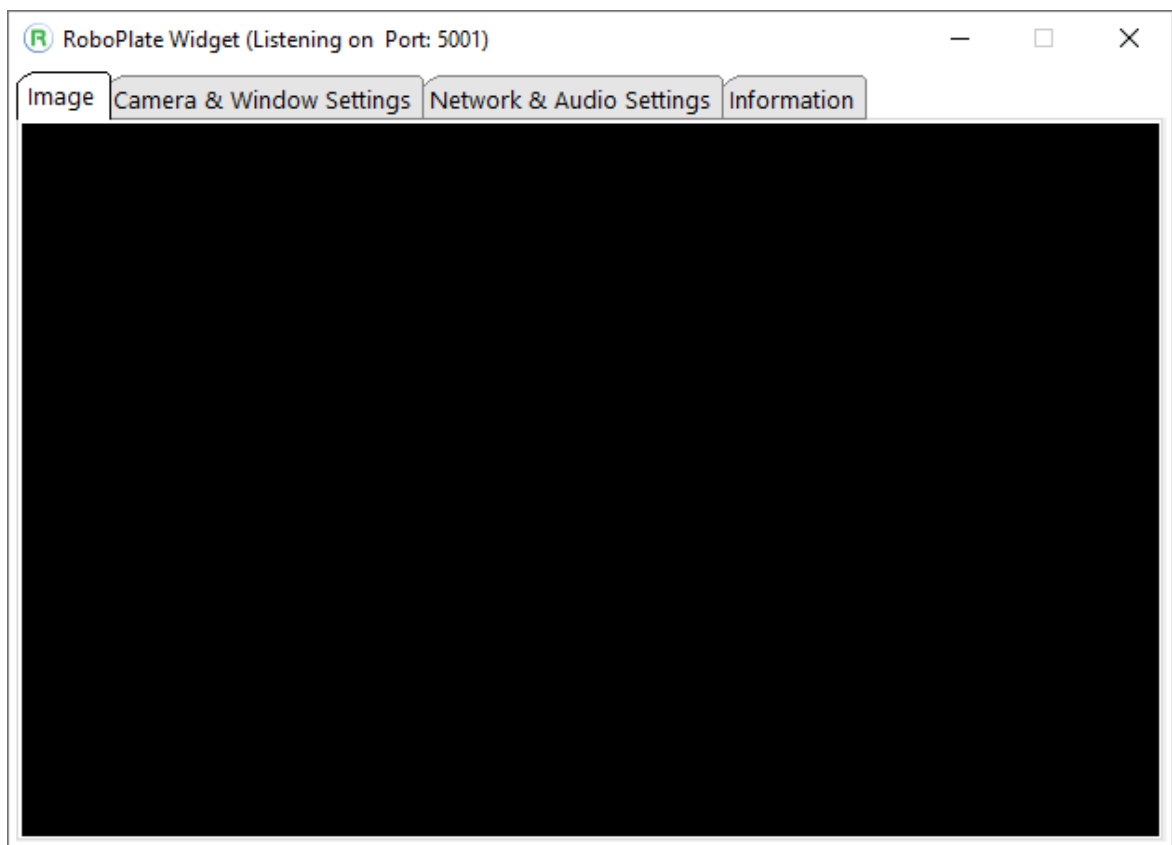 R RoboPlate Widget (Listening on  Port: 5001)
Image Camera & Window Settings Network & Audio Settings Information